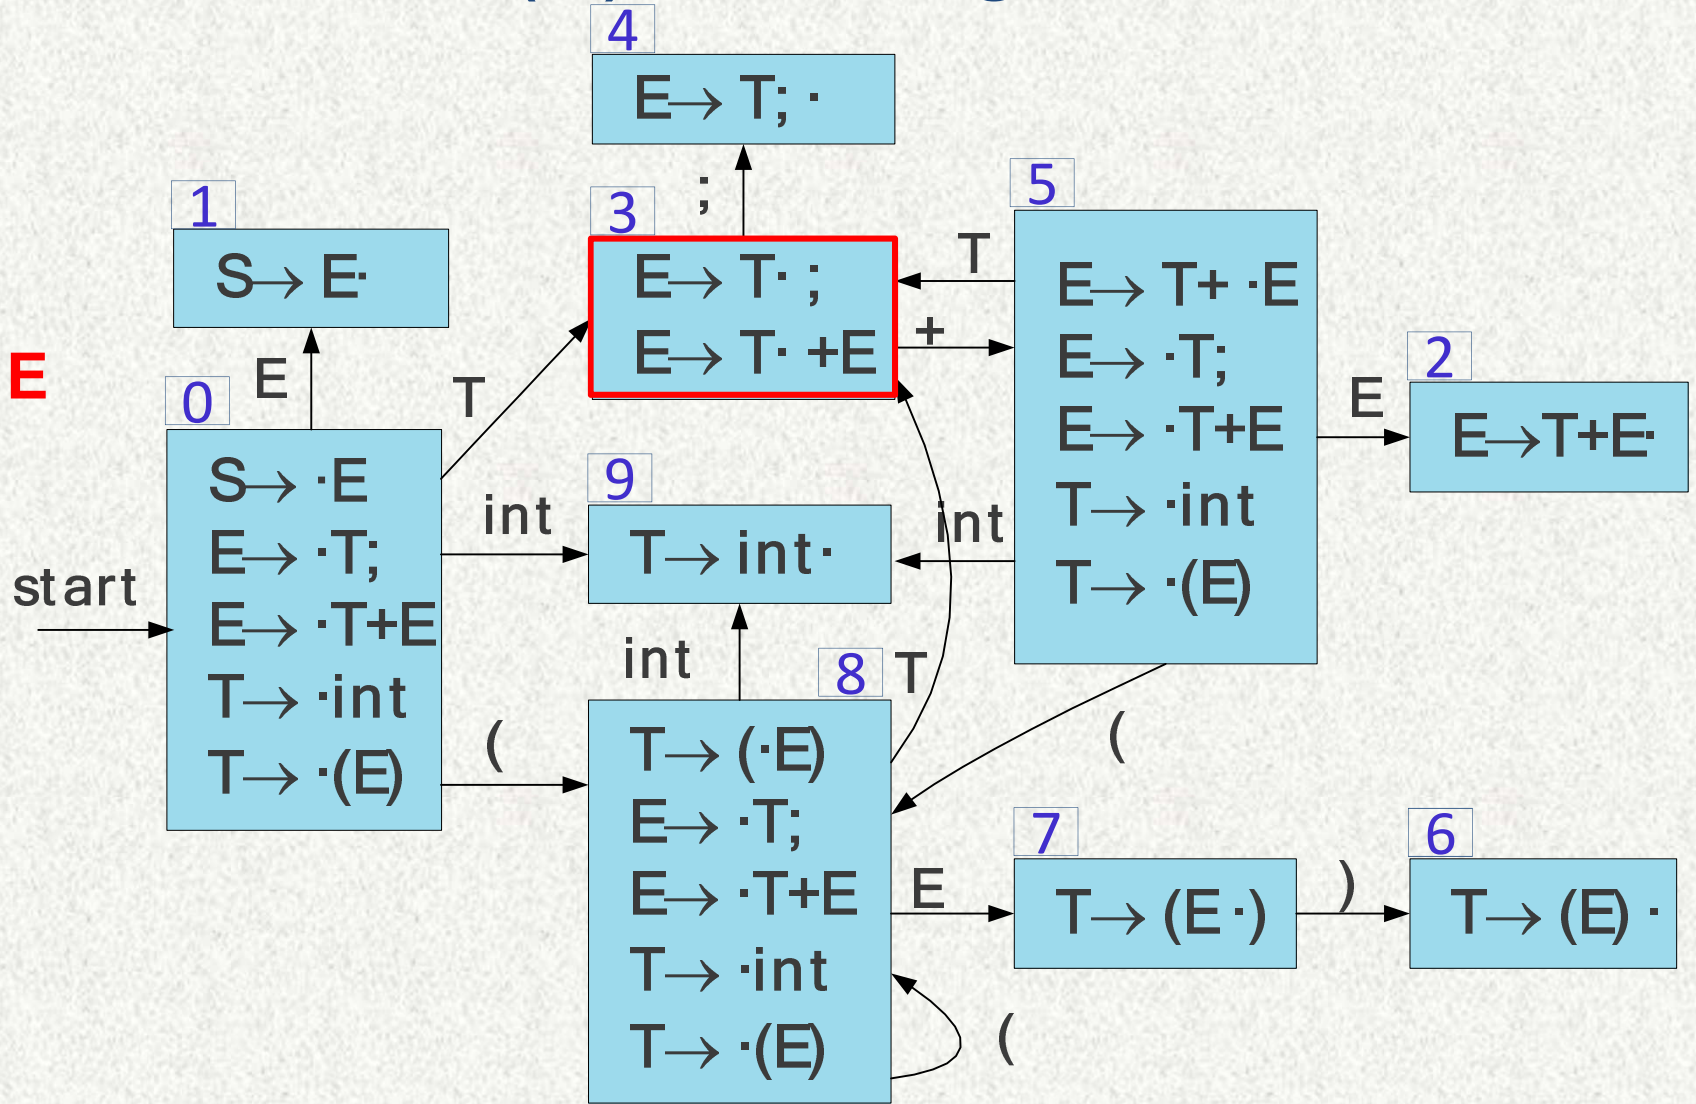 4
E→ T; ·
;
1
S→ E·
3
E→ T· ;
E→ T· +E
T
+
5
E→ T+ ·E
E→ ·T;
E→ ·T+E
T→ ·int
T→ ·(E)
E
2
E→T+E·
E
E
T
0
S→ ·E
E→ ·T;
E→ ·T+E
T→ ·int
T→ ·(E)
start
int
9
T→ int·
int
int
(
8
T
T→ (·E)
E→ ·T;
E→ ·T+E
T→ ·int
T→ ·(E)
(
E
7
T→ (E ·)
)
6
T→ (E) ·
(